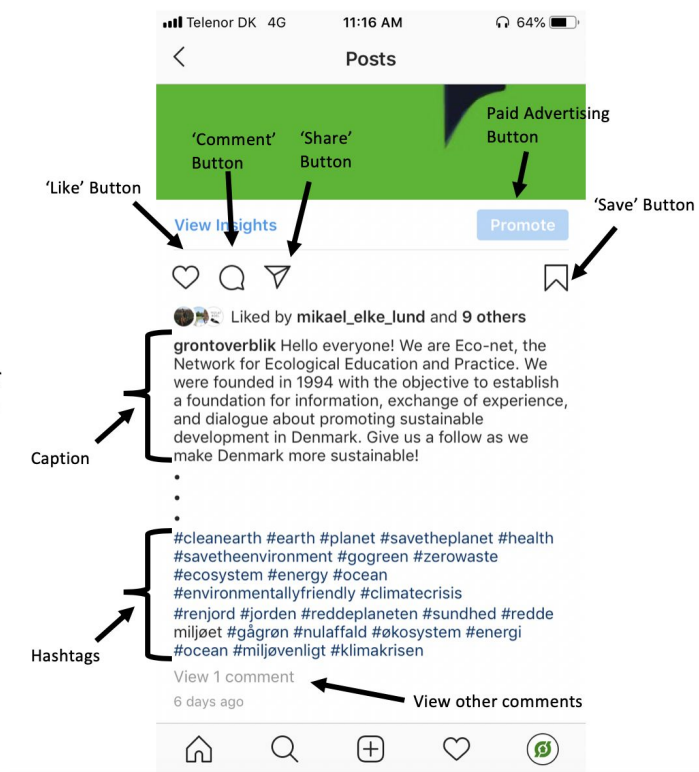 Telenor DK 4G 11:16 AM 64%
Posts
Paid Advertising
Button
'Comment'
Button
'Share'
Button
'Like' Button
'Save' Button
View Insights
Promote
Liked by mikael_elke_lund and 9 others
grontoverblik Hello everyone! We are Eco-net, the
Network for Ecological Education and Practice. We
were founded in 1994 with the objective to establish
a foundation for information, exchange of experience,
and dialogue about promoting sustainable
development in Denmark. Give us a follow as we
make Denmark more sustainable!
Caption
•
•
•
#cleanearth #earth #planet #savetheplanet #health
#savetheenvironment #gogreen #zerowaste
#ecosystem #energy #ocean
#environmentallyfriendly #climatecrisis
#renjord #jorden #reddeplaneten #sundhed #redde
miljøet #gågrøn #nulaffald #økosystem #energi
#ocean #miljøvenligt #klimakrisen
Hashtags
View 1 comment
6 days ago
View other comments